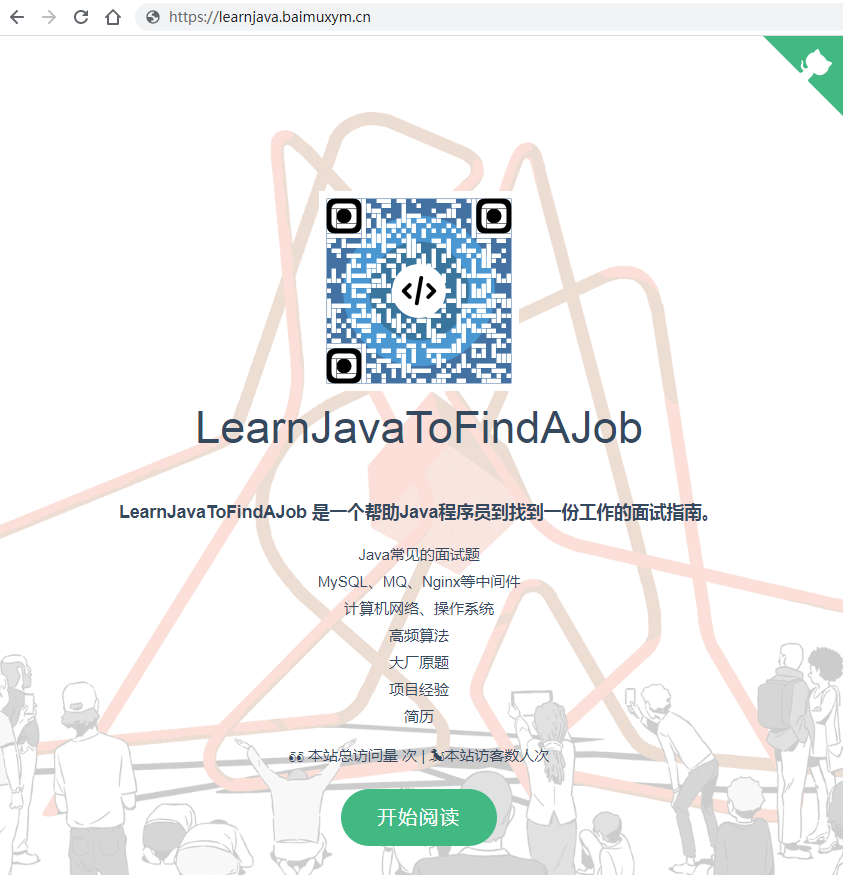 https://learnjava.baimuxym.cn
</>
LearnJavaToFindAJob
LearnJavaToFindAJob 是一个帮助Java程序员到找到一份工作的面试指南。
Java常见的面试题
MySQL、MQ、Nginx等中间件
计算机网络、操作系统
高频算法
大厂原题
项目经验
简历
👀 本站总访问量 次 | 🐿本站访客数人次
开始阅读